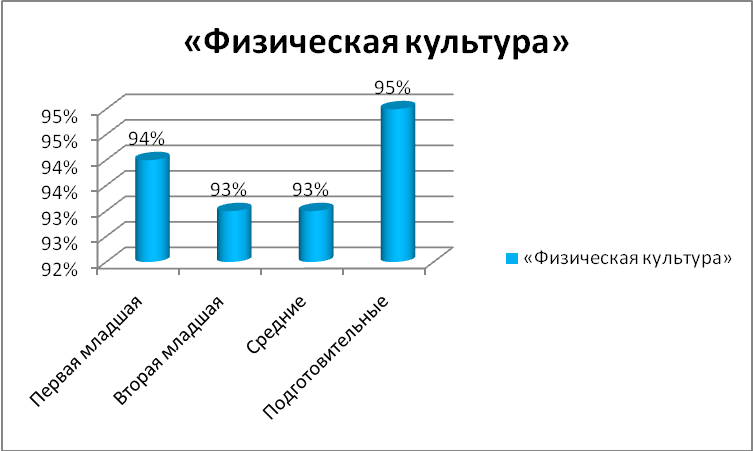 «Физическая культура»
95%
95%
94%
94%
93%
93%
92%
94%
93%
93%
95%
Первая младшая
Вторая младшая
Средние
Подготовительные
«Физическая культура»